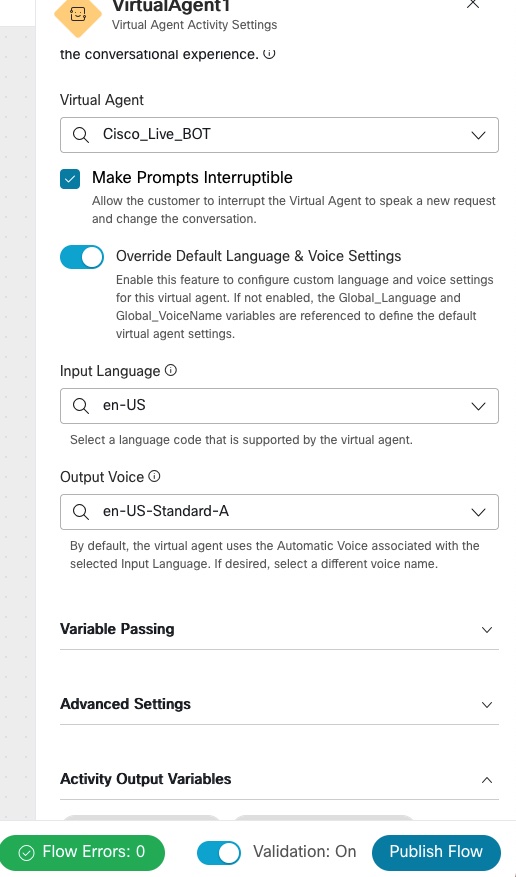 VirtualAgent1
Virtual Agent Activity Settings
the conversational experience.
Virtual Agent
Cisco_Live_BOT
Make Prompts Interruptible
Allow the customer to interrupt the Virtual Agent to speak a new request
and change the conversation.
Override Default Language & Voice Settings
Enable this feature to configure custom language and voice settings
for this virtual agent. If not enabled, the Global_Language and
Global_VoiceName variables are referenced to define the default
virtual agent settings.
Input Language
en-US
Select a language code that is supported by the virtual agent.
Output Voice
en-US-Standard-A
By default, the virtual agent uses the Automatic Voice associated with the
selected Input Language. If desired, select a different voice name.
Variable Passing
Advanced Settings
Activity Output Variables
Flow Errors: 0
Validation: On
Publish Flow